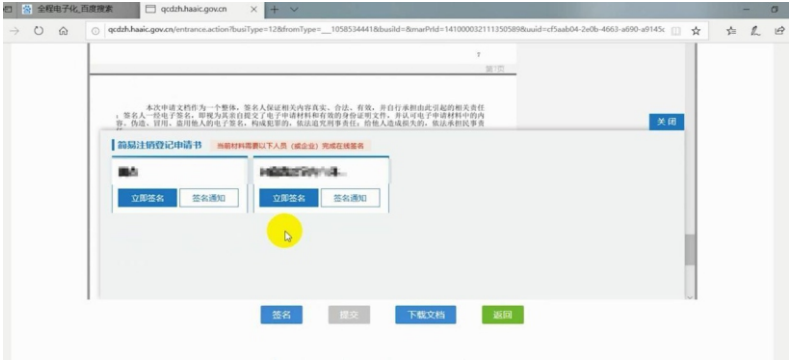 全程电子化_百度搜索
qcdzh.haaic.gov.cn
qcdzh.haaic.gov.cn/entrance.action?busiType=12&fromType=__1058534441&busiId=&marPrId=141000032111350589&uuid=cf5aab04-2e0b-4663-a690-a9145c
第7页
本次申请文档作为一个整体，签名人保证相关内容真实、合法、有效，并自行承担由此引起的相关责任
。签名人一经电子签名，即视为其亲自提交了电子申请材料和有效的身份证明文件，并认可电子申请材料中的内
容。伪造、冒用、盗用他人的电子签名，构成犯罪的，依法追究刑事责任；给他人造成损失的，依法承担民事责
关闭
简易注销登记申请书 当前材料需要以下人员（或企业）完成在线签名
立即签名 签名通知 立即签名 签名通知
签名 提交 下载文档 返回